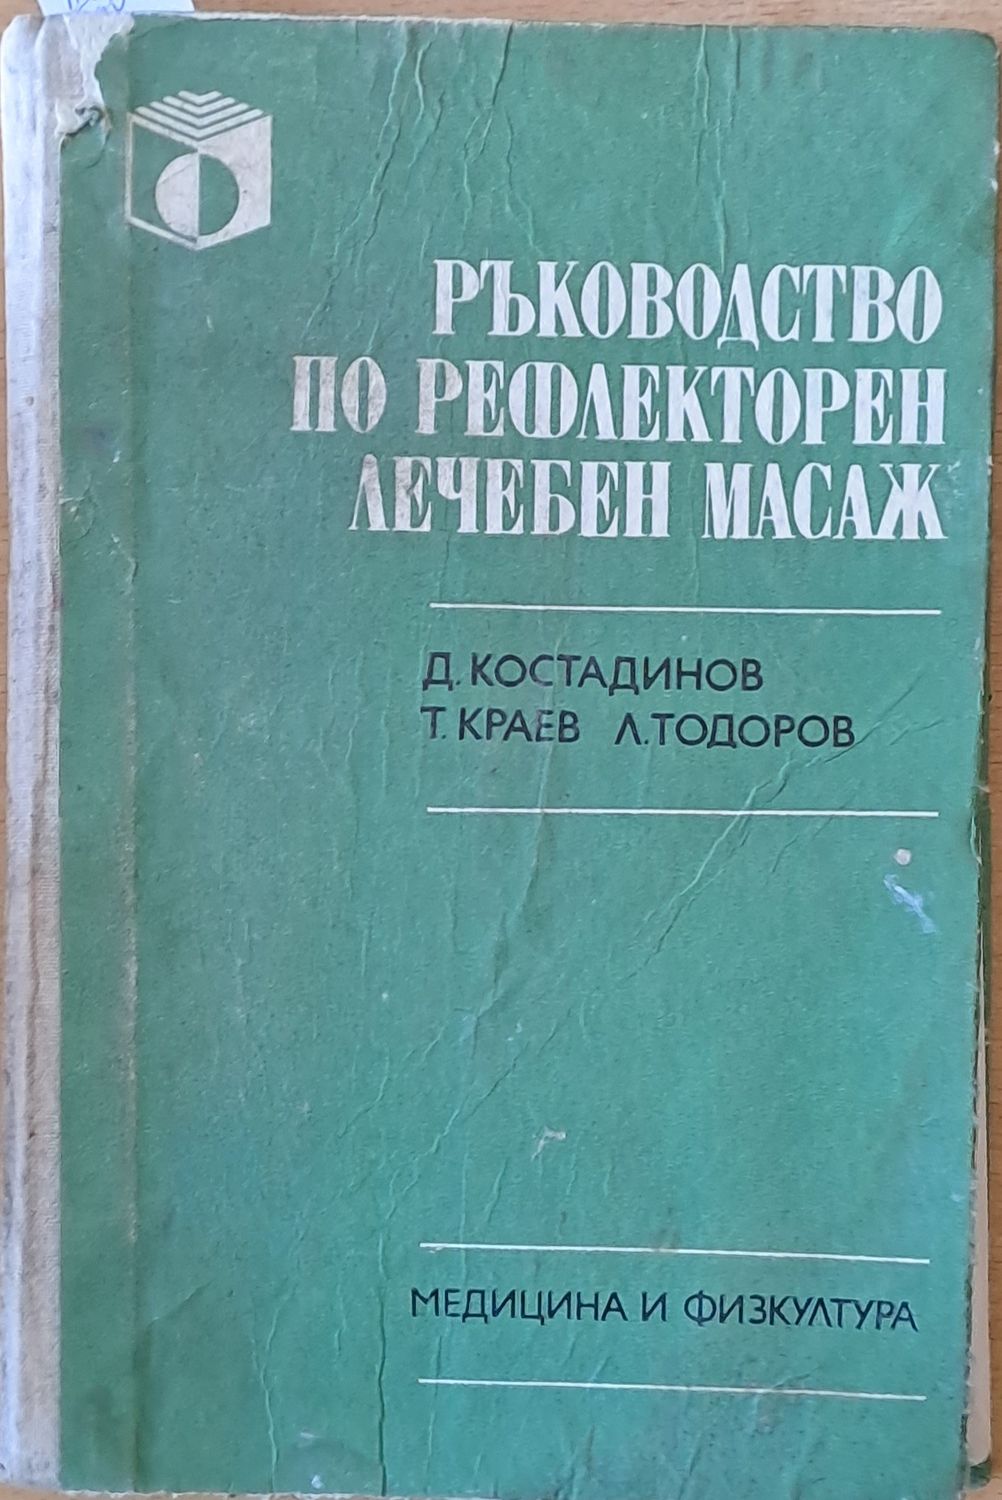 РЪКОВОДСТВО
ПО РЕФЛЕКТОРЕН
ЛЕЧЕБЕН МАСАЖ
Д. КОСТАДИНОВ
Т. КРАЕВ Л. ТОДОРОВ
МЕДИЦИНА И ФИЗКУЛТУРА